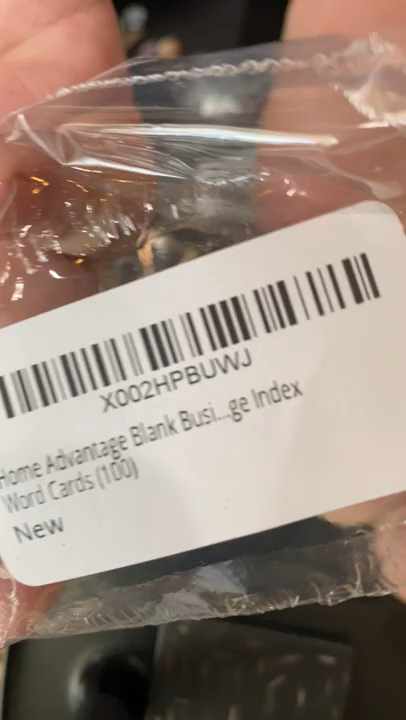 X002HPBUWJ
Home Advantage Blank Busi...ge Index
Word Cards (100)
New